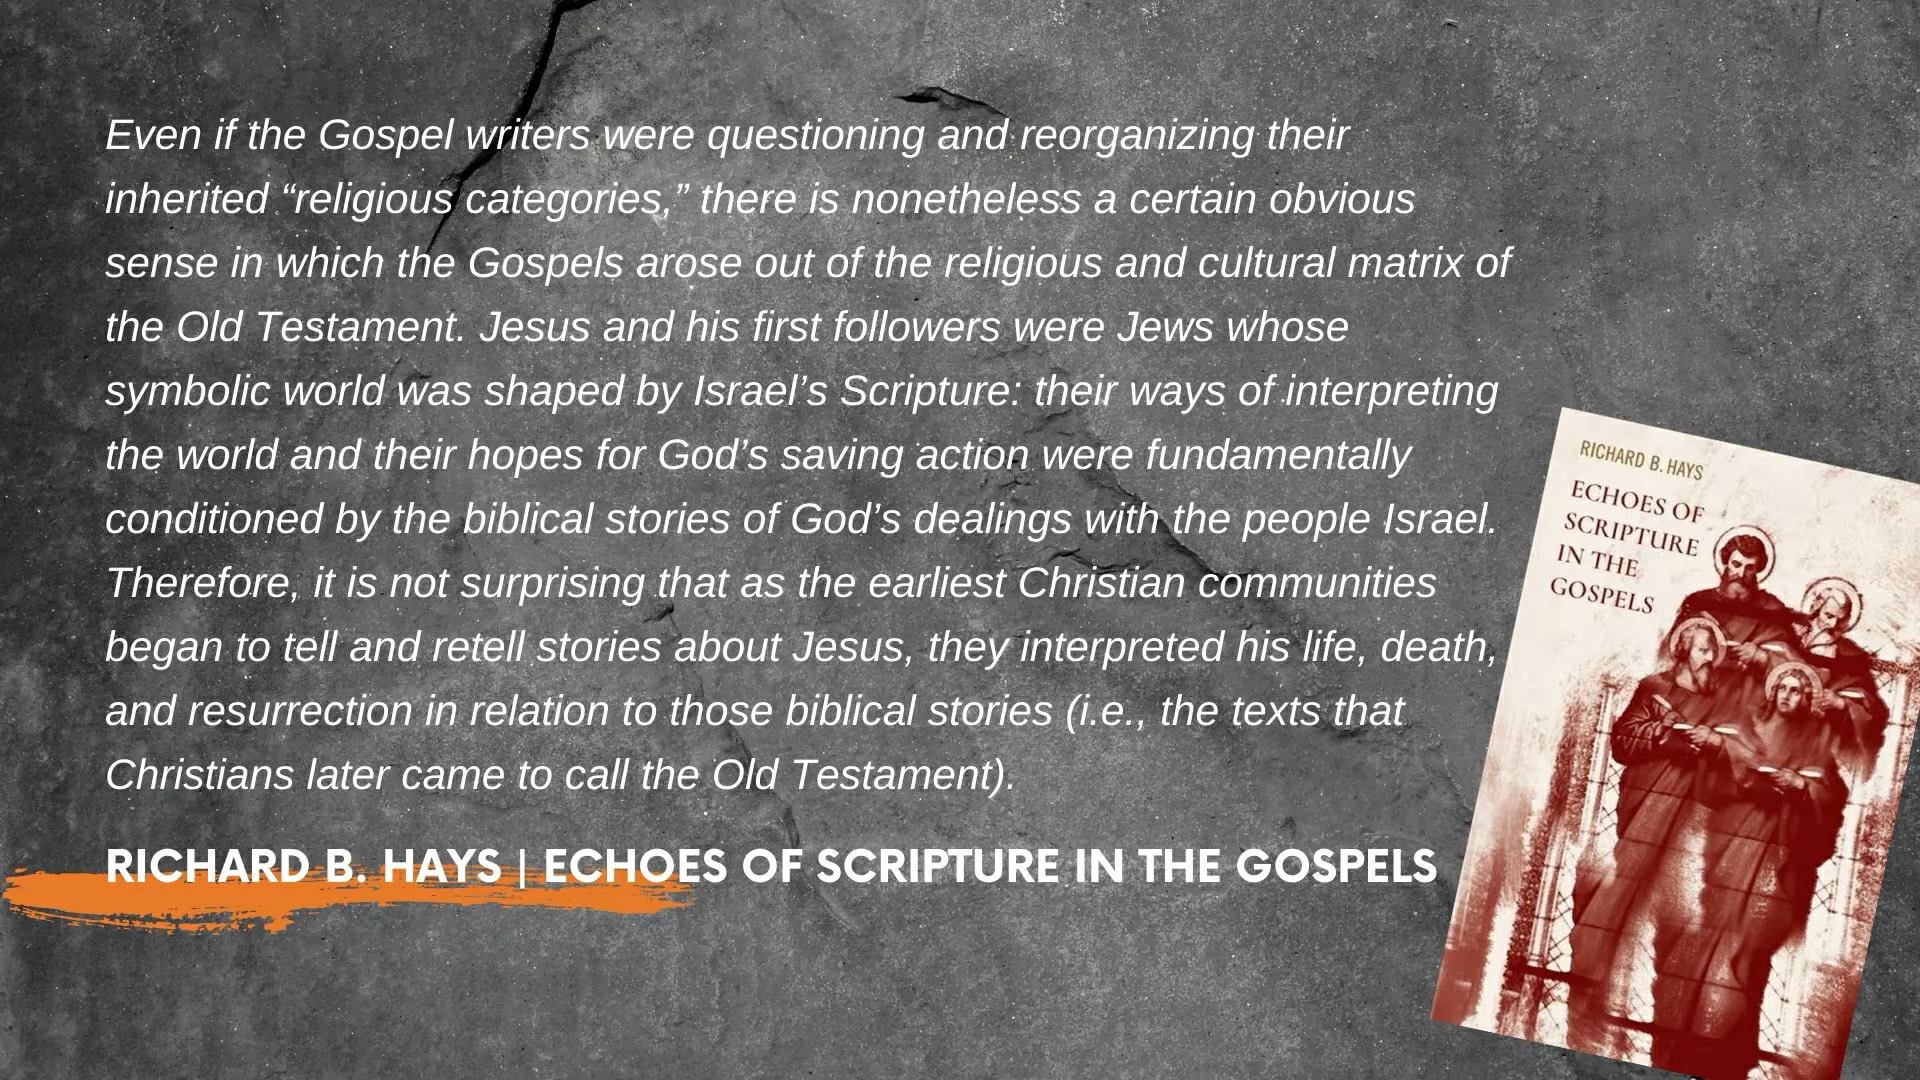 Even if the Gospel writers were questioning and reorganizing their
inherited “religious categories,” there is nonetheless a certain obvious
sense in which the Gospels arose out of the religious and cultural matrix of
the Old Testament. Jesus and his first followers were Jews whose
symbolic world was shaped by Israel’s Scripture: their ways of interpreting
the world and their hopes for God’s saving action were fundamentally
conditioned by the biblical stories of God’s dealings with the people Israel.
Therefore, it is not surprising that as the earliest Christian communities
began to tell and retell stories about Jesus, they interpreted his life, death,
and resurrection in relation to those biblical stories (i.e., the texts that
Christians later came to call the Old Testament).
RICHARD B. HAYS | ECHOES OF SCRIPTURE IN THE GOSPELS
RICHARD B. HAYS
ECHOES OF
SCRIPTURE
IN THE
GOSPELS